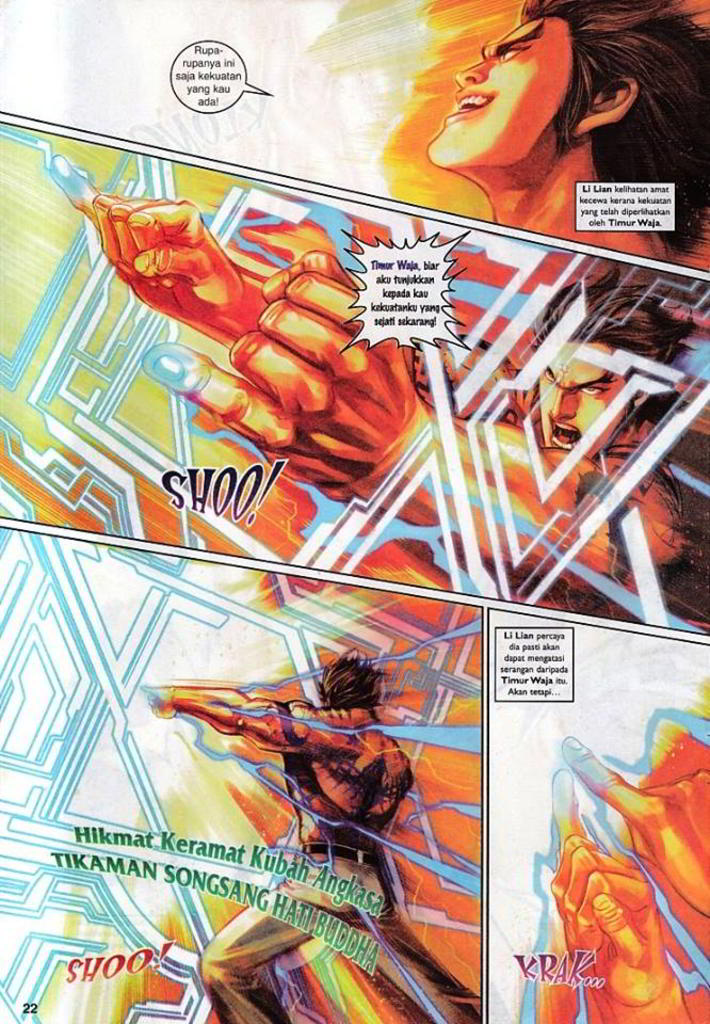 Rupa-
rupanya ini
saja kekuatan
yang kau
ada!
Li Lian kelihatan amat
kecewa kerana kekuatan
yang telah diperlihatkan
oleh Timur Waja.
Timur Waja, biar
aku tunjukkan
kepada kau
kekuatanku yang
sejati sekarang!
SHOO!
Li Lian percaya
dia pasti akan
dapat mengatasi
serangan daripada
Timur Waja itu.
Akan tetapi...
Hikmat Keramat Kubah Angkasa
TIKAMAN SONGSANG HATI BUDDHA
SHOO!
KRAK...
22